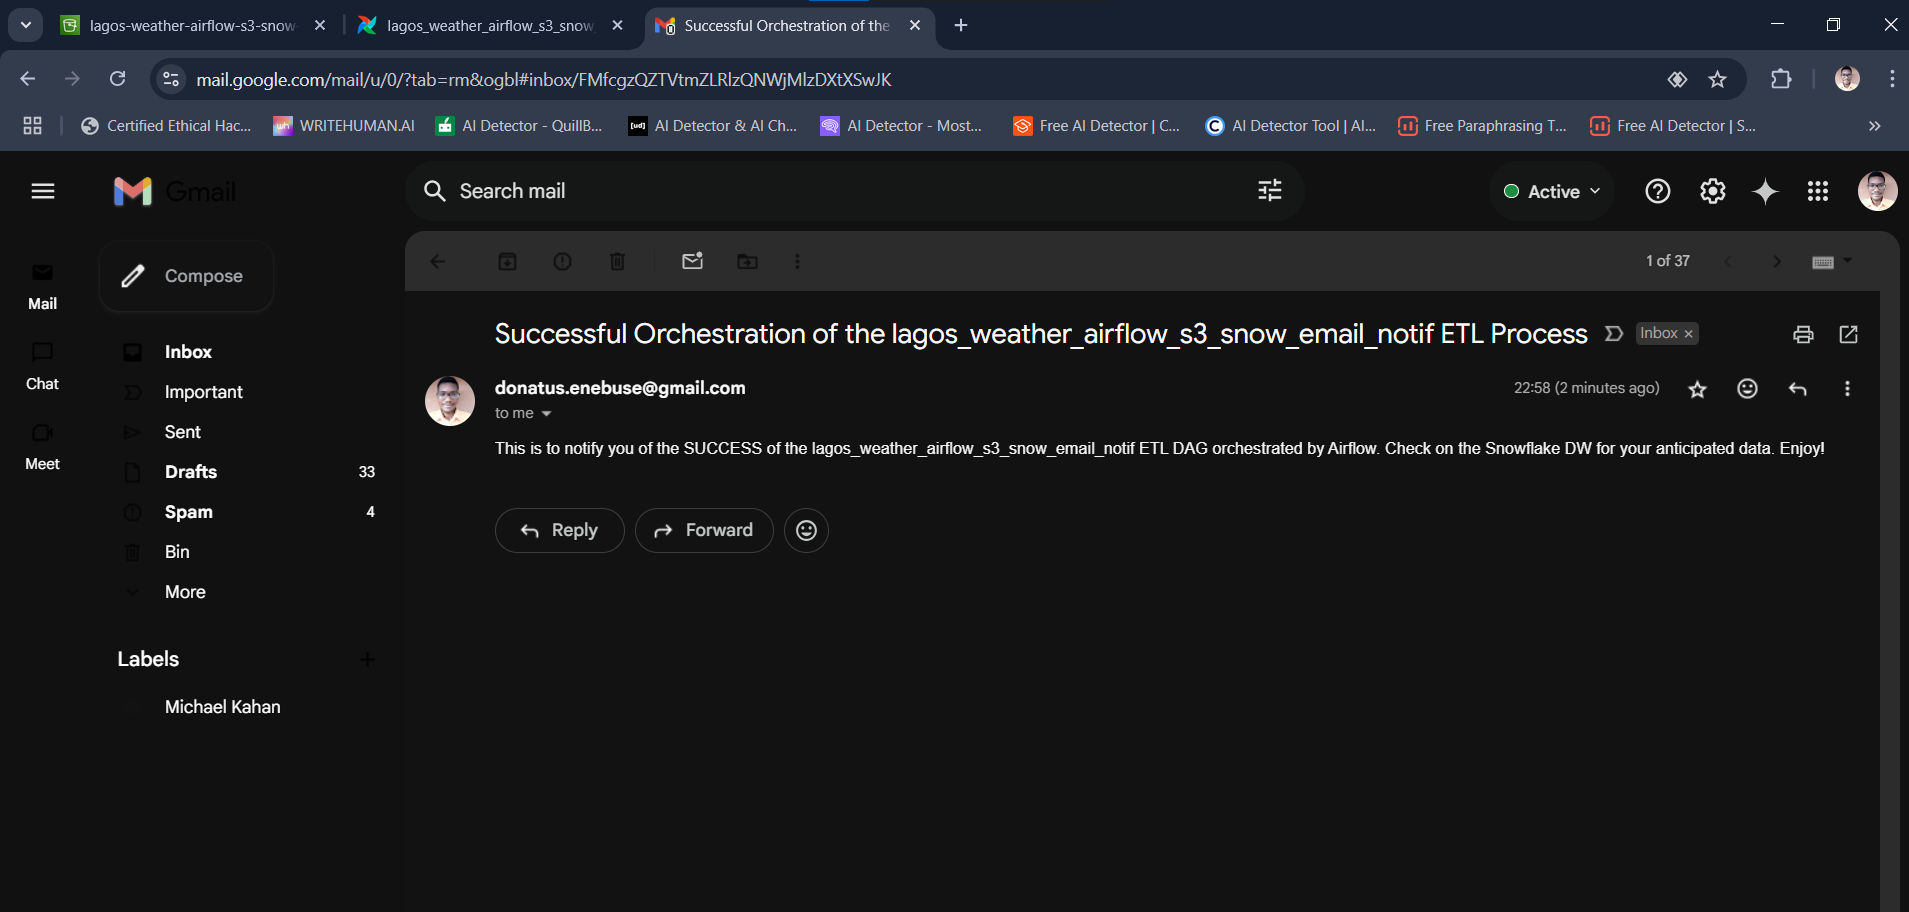 lagos-weather-airflow-s3-snow-
lagos_weather_airflow_s3_snow_
Successful Orchestration of the
mail.google.com/mail/u/0/?tab=rm&ogbl#inbox/FMfcgzQZTVtmZLRlzQNWjMlzDXtXSwJK
Certified Ethical Hac...
wh
WRITEHUMAN.AI
AI Detector - QuillB...
[ud]
AI Detector & AI Ch...
AI Detector - Most...
Free AI Detector | C...
AI Detector Tool | AI...
Free Paraphrasing T...
Free AI Detector | S...
Gmail
Search mail
Active
Mail
Chat
Meet
Compose
Inbox
Important
Sent
Drafts 33
Spam 4
Bin
More
Labels
Michael Kahan
1 of 37
Successful Orchestration of the lagos_weather_airflow_s3_snow_email_notif ETL Process
Inbox ×
donatus.enebuse@gmail.com
22:58 (2 minutes ago)
to me
This is to notify you of the SUCCESS of the lagos_weather_airflow_s3_snow_email_notif ETL DAG orchestrated by Airflow. Check on the Snowflake DW for your anticipated data. Enjoy!
Reply
Forward